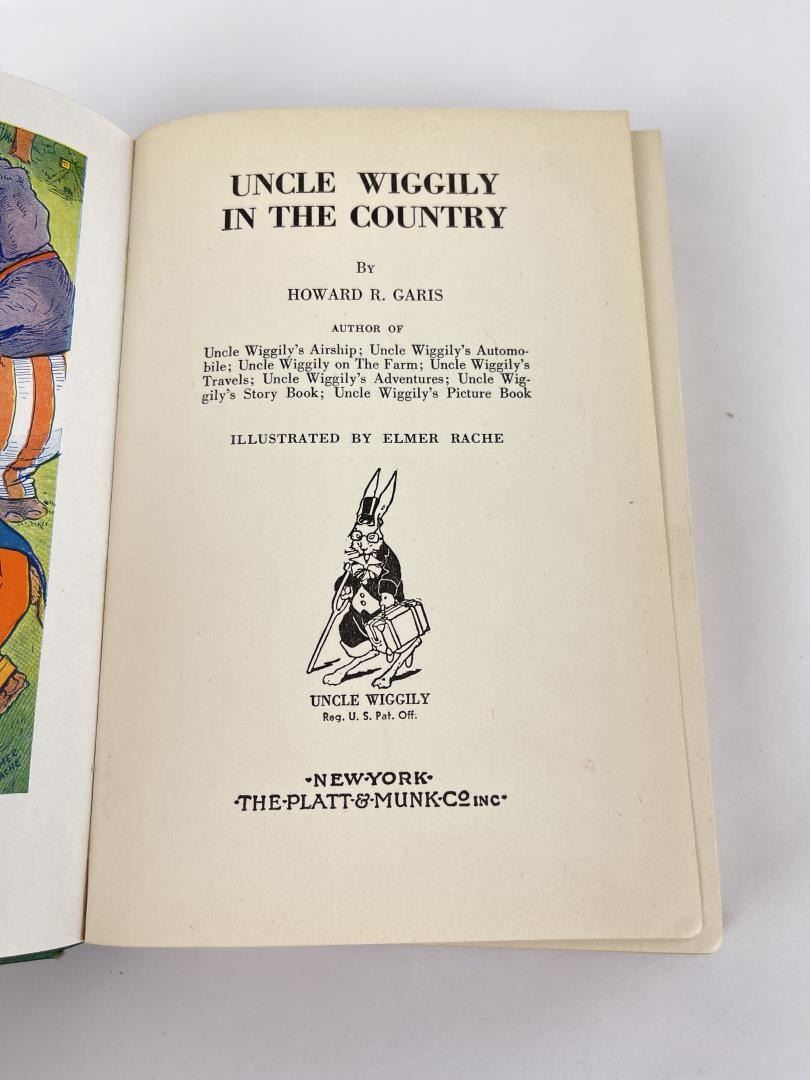 UNCLE WIGGILY
IN THE COUNTRY
BY
HOWARD R. GARIS
AUTHOR OF
Uncle Wiggily's Airship; Uncle Wiggily's Automo-
bile; Uncle Wiggily on The Farm; Uncle Wiggily's
Travels; Uncle Wiggily's Adventures; Uncle Wig-
gily's Story Book; Uncle Wiggily's Picture Book
ILLUSTRATED BY ELMER RACHE
UNCLE WIGGILY
Reg. U. S. Pat. Off.
·NEW·YORK·
·THE·PLATT·&·MUNK·Co INC·
RACHE